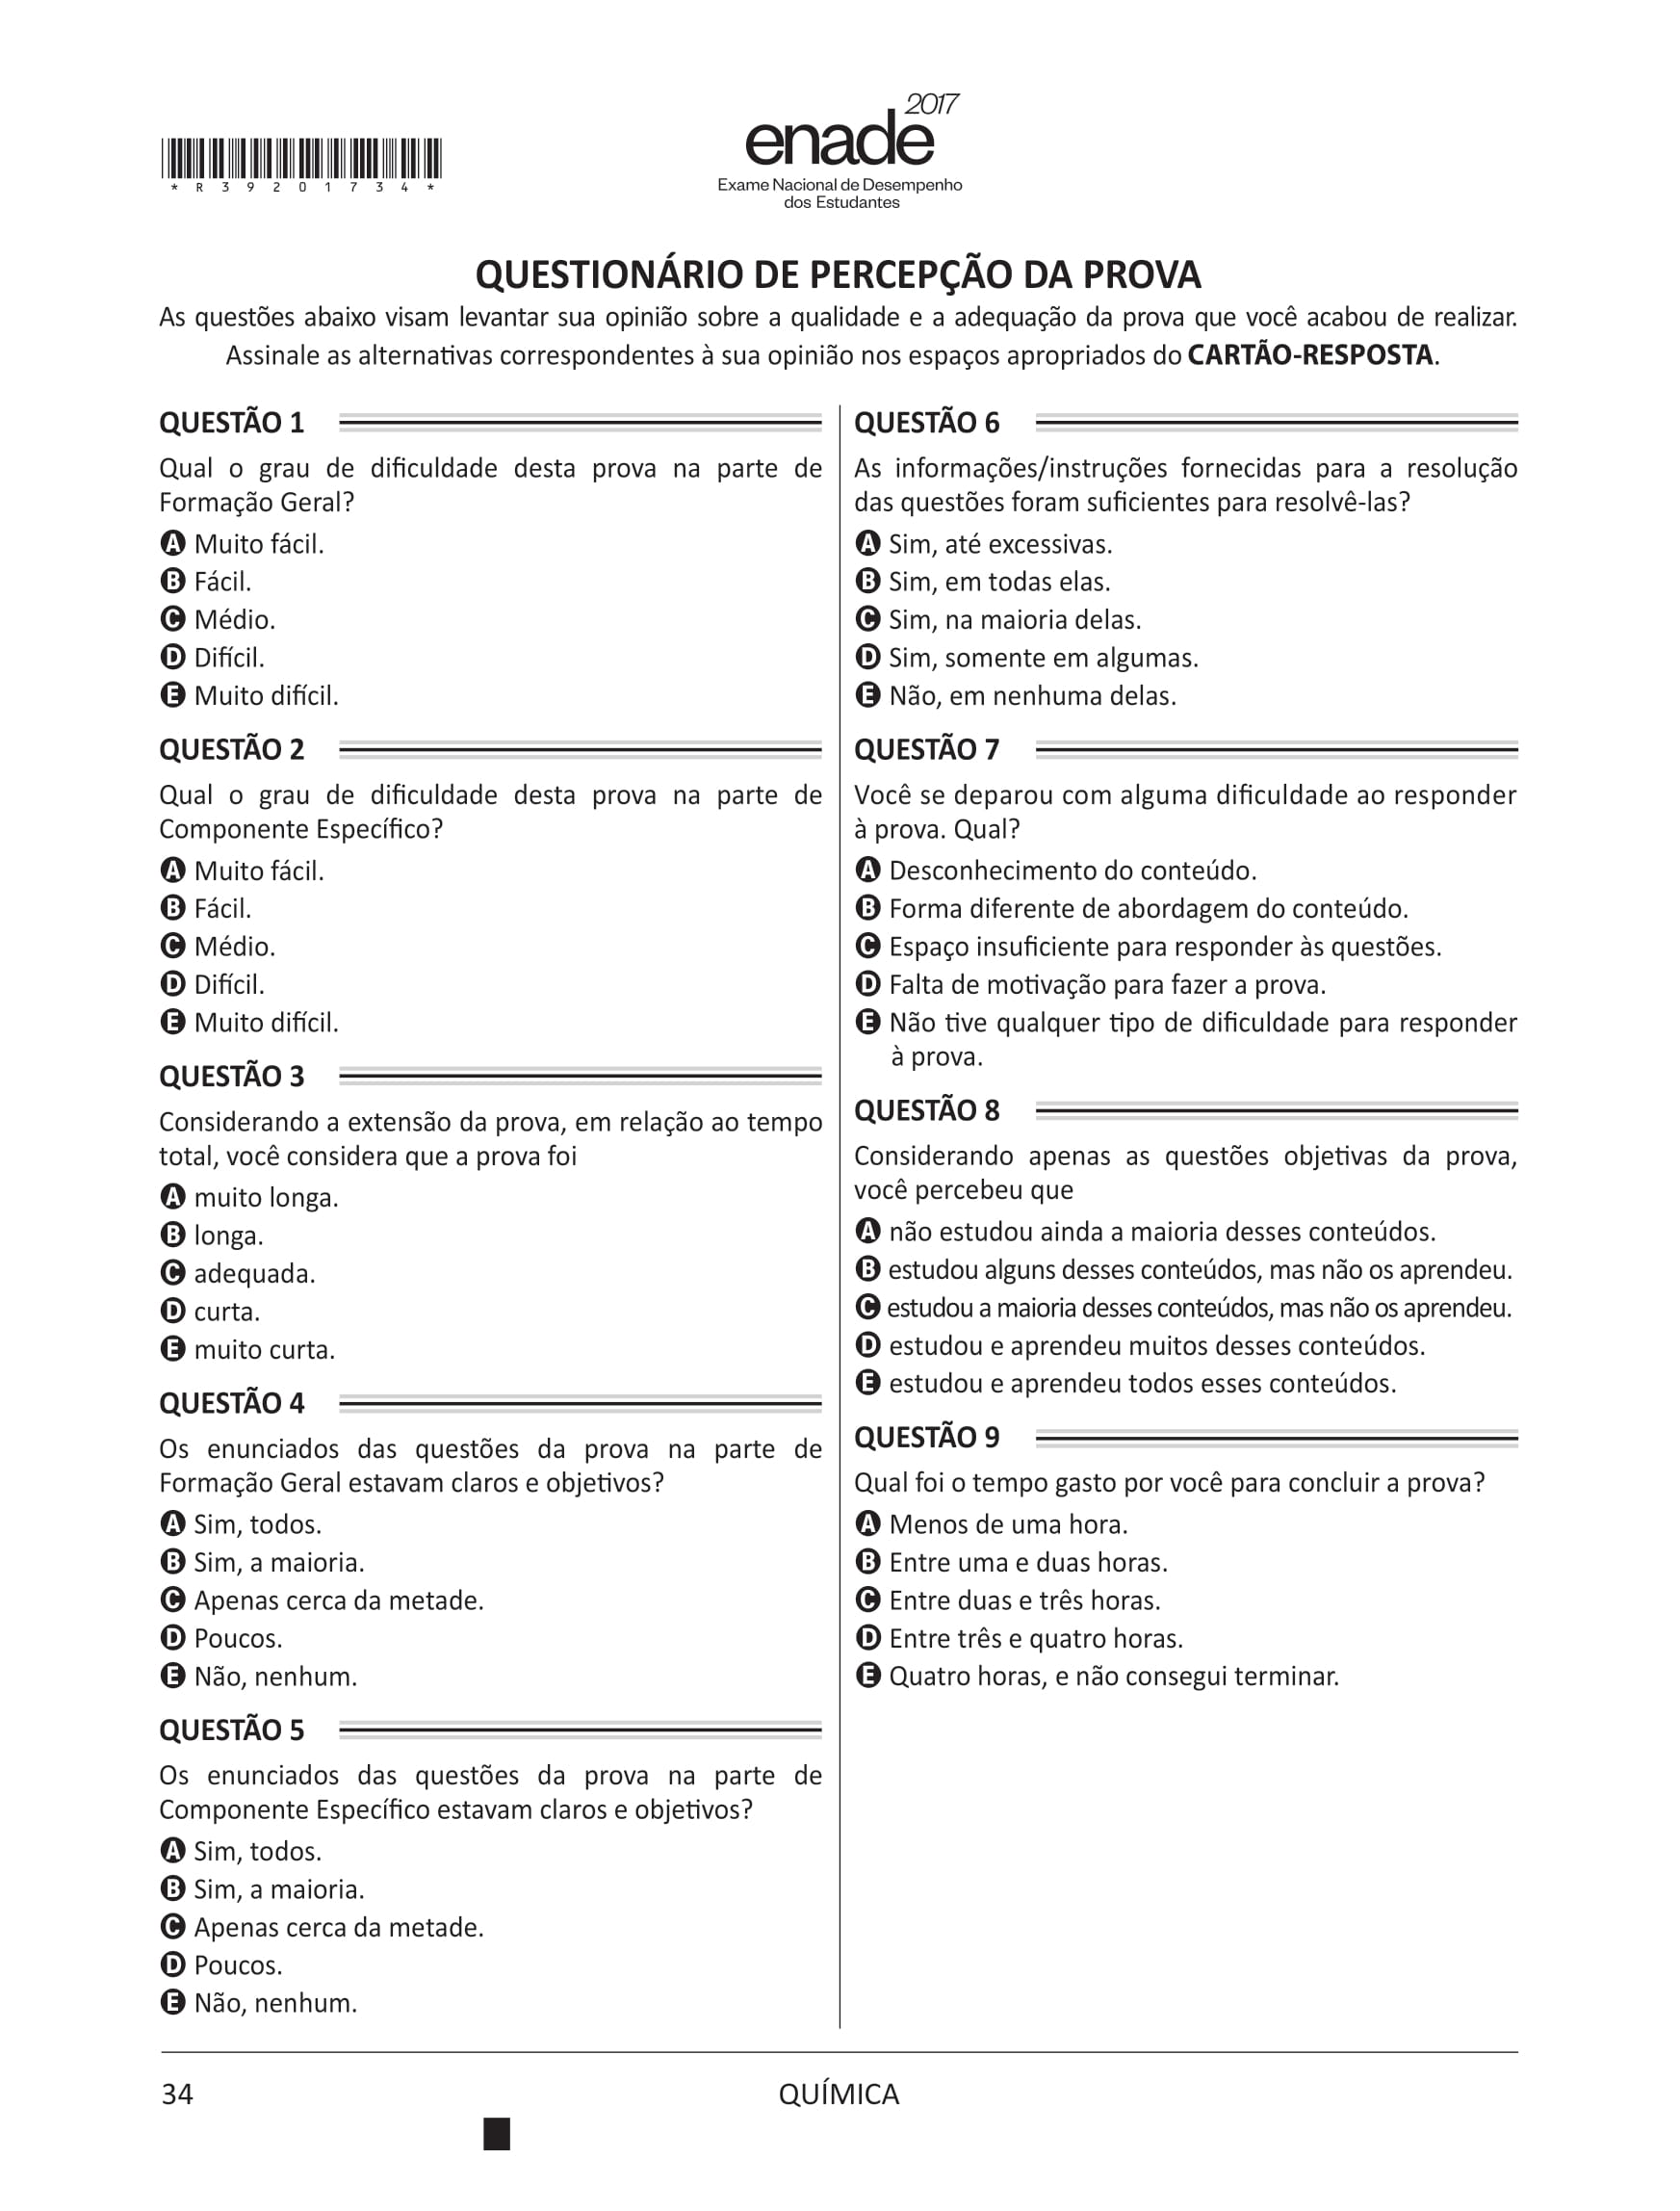 *R39201734*
enade 2017
Exame Nacional de Desempenho
dos Estudantes
QUESTIONÁRIO DE PERCEPÇÃO DA PROVA
As questões abaixo visam levantar sua opinião sobre a qualidade e a adequação da prova que você acabou de realizar.
Assinale as alternativas correspondentes à sua opinião nos espaços apropriados do CARTÃO-RESPOSTA.
QUESTÃO 1
Qual o grau de dificuldade desta prova na parte de
Formação Geral?
A Muito fácil.
B Fácil.
C Médio.
D Difícil.
E Muito difícil.
QUESTÃO 2
Qual o grau de dificuldade desta prova na parte de
Componente Específico?
A Muito fácil.
B Fácil.
C Médio.
D Difícil.
E Muito difícil.
QUESTÃO 3
Considerando a extensão da prova, em relação ao tempo
total, você considera que a prova foi
A muito longa.
B longa.
C adequada.
D curta.
E muito curta.
QUESTÃO 4
Os enunciados das questões da prova na parte de
Formação Geral estavam claros e objetivos?
A Sim, todos.
B Sim, a maioria.
C Apenas cerca da metade.
D Poucos.
E Não, nenhum.
QUESTÃO 5
Os enunciados das questões da prova na parte de
Componente Específico estavam claros e objetivos?
A Sim, todos.
B Sim, a maioria.
C Apenas cerca da metade.
D Poucos.
E Não, nenhum.
QUESTÃO 6
As informações/instruções fornecidas para a resolução
das questões foram suficientes para resolvê-las?
A Sim, até excessivas.
B Sim, em todas elas.
C Sim, na maioria delas.
D Sim, somente em algumas.
E Não, em nenhuma delas.
QUESTÃO 7
Você se deparou com alguma dificuldade ao responder
à prova. Qual?
A Desconhecimento do conteúdo.
B Forma diferente de abordagem do conteúdo.
C Espaço insuficiente para responder às questões.
D Falta de motivação para fazer a prova.
E Não tive qualquer tipo de dificuldade para responder
à prova.
QUESTÃO 8
Considerando apenas as questões objetivas da prova,
você percebeu que
A não estudou ainda a maioria desses conteúdos.
B estudou alguns desses conteúdos, mas não os aprendeu.
C estudou a maioria desses conteúdos, mas não os aprendeu.
D estudou e aprendeu muitos desses conteúdos.
E estudou e aprendeu todos esses conteúdos.
QUESTÃO 9
Qual foi o tempo gasto por você para concluir a prova?
A Menos de uma hora.
B Entre uma e duas horas.
C Entre duas e três horas.
D Entre três e quatro horas.
E Quatro horas, e não consegui terminar.
34
QUÍMICA